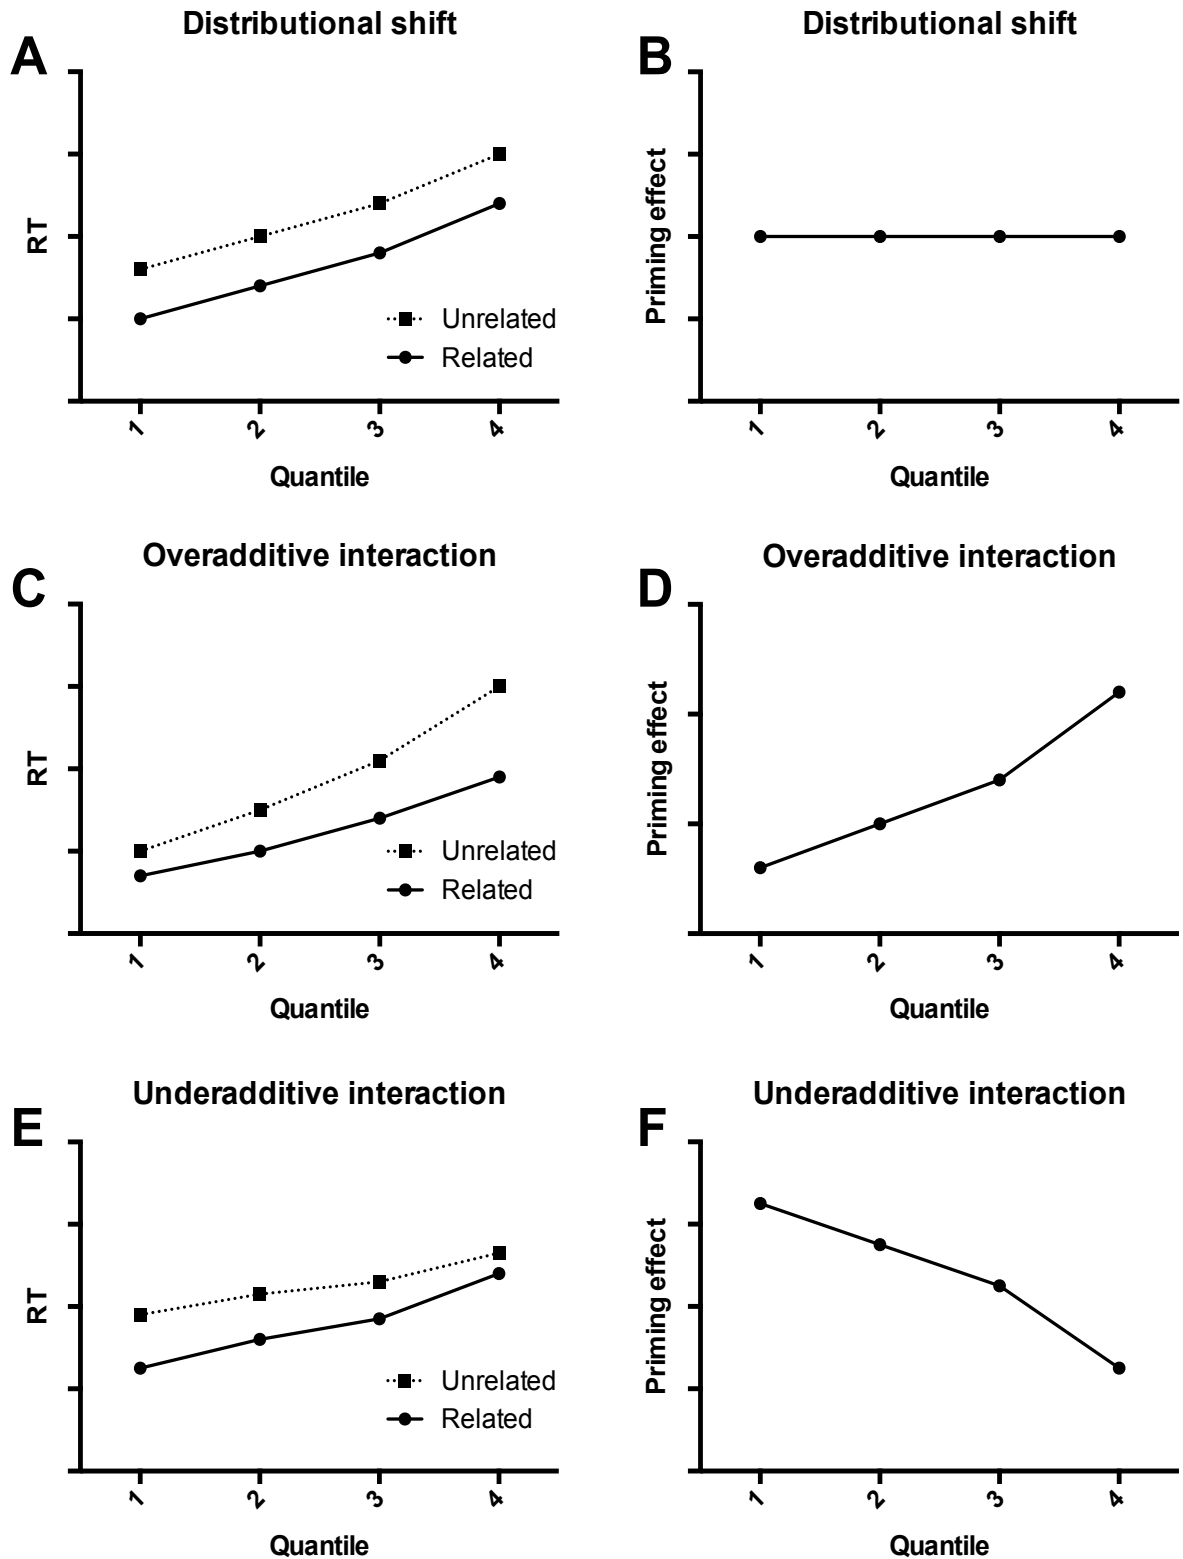 Distributional shift
A
RT
Unrelated
Related
1 2 3 4
Quantile
Distributional shift
B
Priming effect
1 2 3 4
Quantile
Overadditive interaction
C
RT
Unrelated
Related
1 2 3 4
Quantile
Overadditive interaction
D
Priming effect
1 2 3 4
Quantile
Underadditive interaction
E
RT
Unrelated
Related
1 2 3 4
Quantile
Underadditive interaction
F
Priming effect
1 2 3 4
Quantile